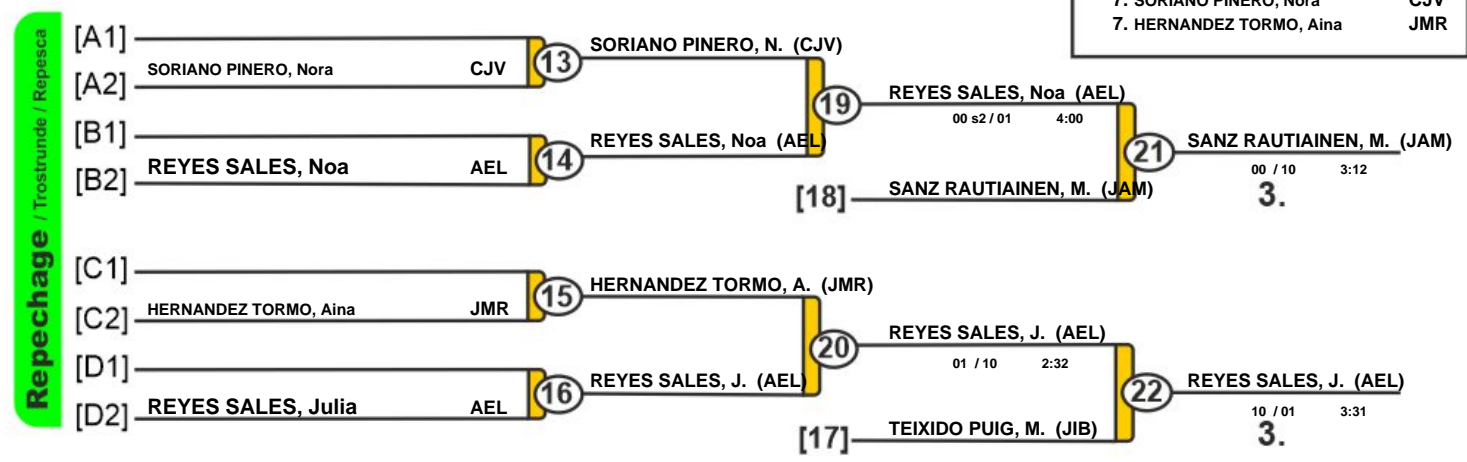 7. SORIANO PINERO, Nora CJV
7. HERNANDEZ TORMO, Aina JMR
Repechage / Trostrunde / Repesca
[A1]
SORIANO PINERO, Nora CJV
[A2]
13
SORIANO PINERO, N. (CJV)
[B1]
REYES SALES, Noa AEL
[B2]
14
REYES SALES, Noa (AEL)
19
REYES SALES, Noa (AEL)
00 s2 / 01 4:00
[18]
SANZ RAUTIAINEN, M. (JAM)
21
SANZ RAUTIAINEN, M. (JAM)
00 / 10 3:12
3.
[C1]
HERNANDEZ TORMO, Aina JMR
[C2]
15
HERNANDEZ TORMO, A. (JMR)
[D1]
REYES SALES, Julia AEL
[D2]
16
REYES SALES, J. (AEL)
20
REYES SALES, J. (AEL)
01 / 10 2:32
[17]
TEIXIDO PUIG, M. (JIB)
22
REYES SALES, J. (AEL)
10 / 01 3:31
3.